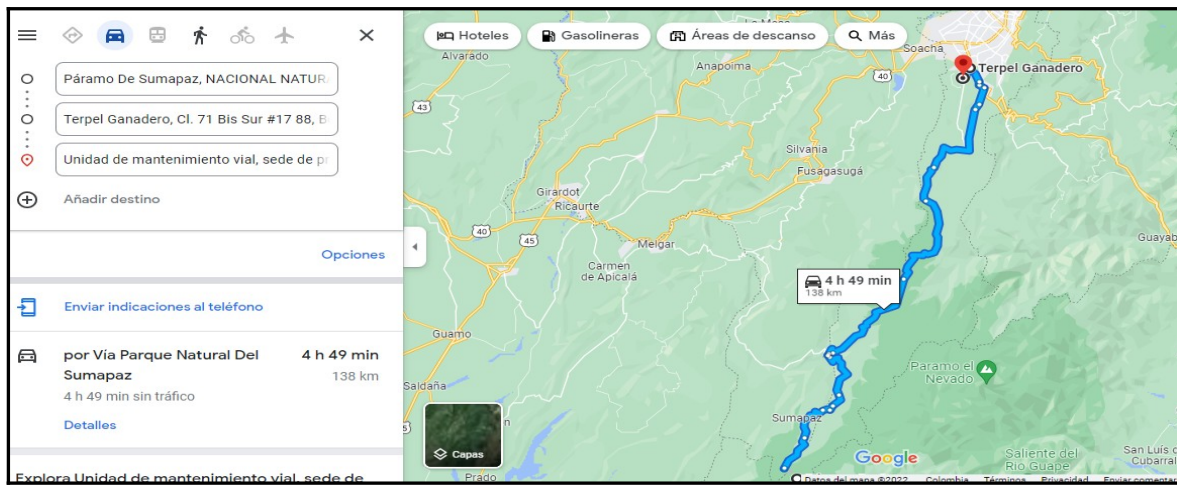 Páramo De Sumapaz, NACIONAL NATUR
Terpel Ganadero, Cl. 71 Bis Sur #17 88, B
Unidad de mantenimiento vial, sede de pr
Añadir destino
Opciones
Enviar indicaciones al teléfono
por Vía Parque Natural Del 4 h 49 min
Sumapaz 138 km
4 h 49 min sin tráfico
Detalles
Explora Unidad de mantenimiento vial, sede de
Hoteles
Gasolineras
Áreas de descanso
Más
Soacha
Alvarado
Anapoima
40
Terpel Ganadero
43
Silvania
Fusagasugá
Girardot
Ricaurte
40
45
Melgar
Guayab
Carmen
de Apicalá
4 h 49 min
138 km
Guamo
Paramo el
Nevado
Saldaña
Sumapaz
Capas
Google
Saliente del
Rio Guape
San Luis
Cubarral
Prado
Datos del mapa ©2022 Colombia Términos Privacidad Enviar comentar